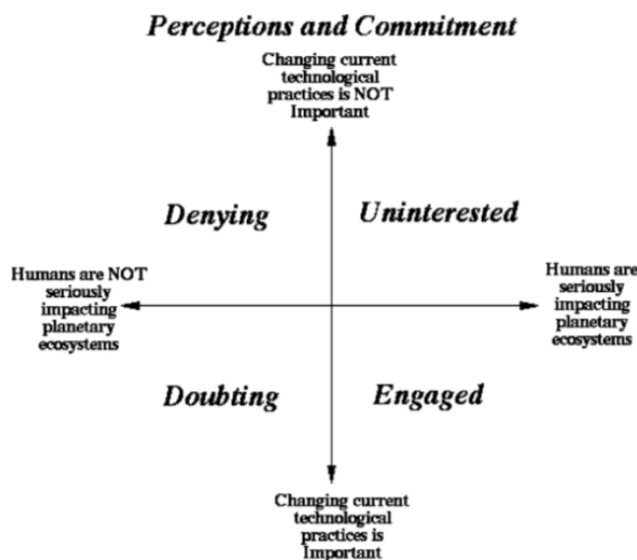 Perceptions and Commitment
Changing current
technological
practices is NOT
Important
Denying
Uninterested
Humans are NOT
seriously
impacting
planetary
ecosystems
Humans are
seriously
impacting
planetary
ecosystems
Doubting
Engaged
Changing current
technological
practices is
Important